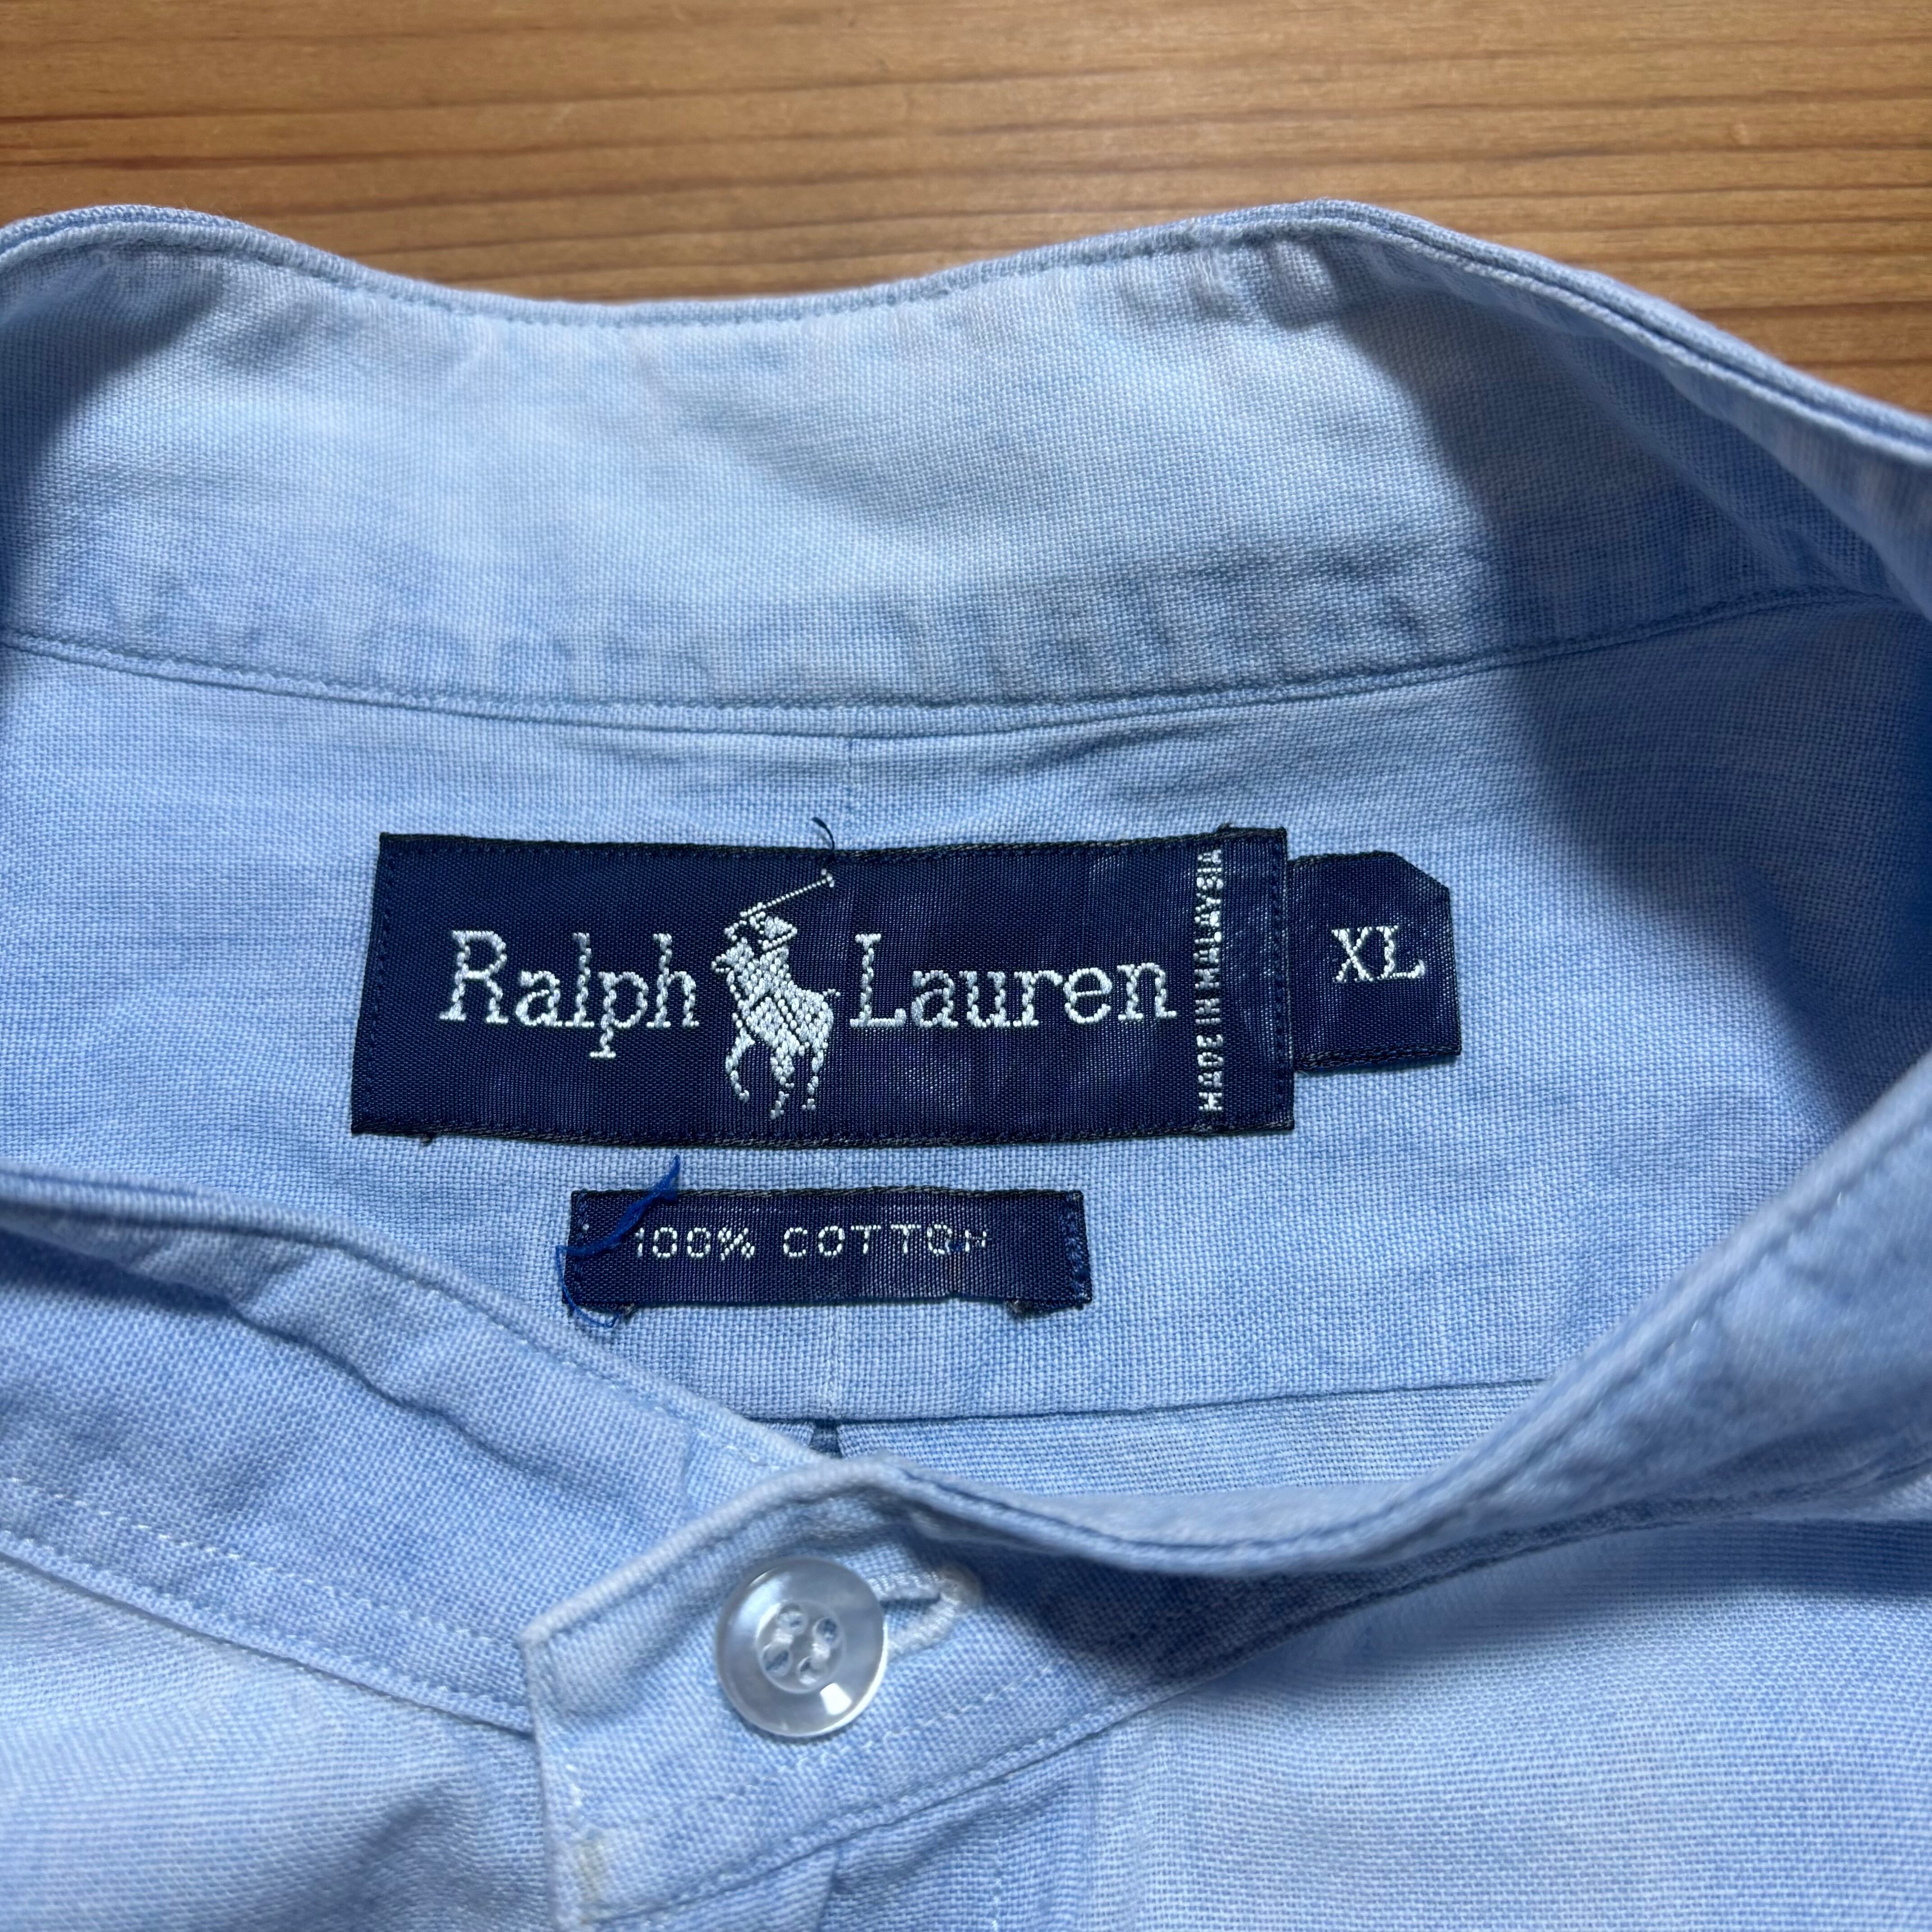 Ralph Lauren
MADE IN MALAYSIA
XL
100% COTTON